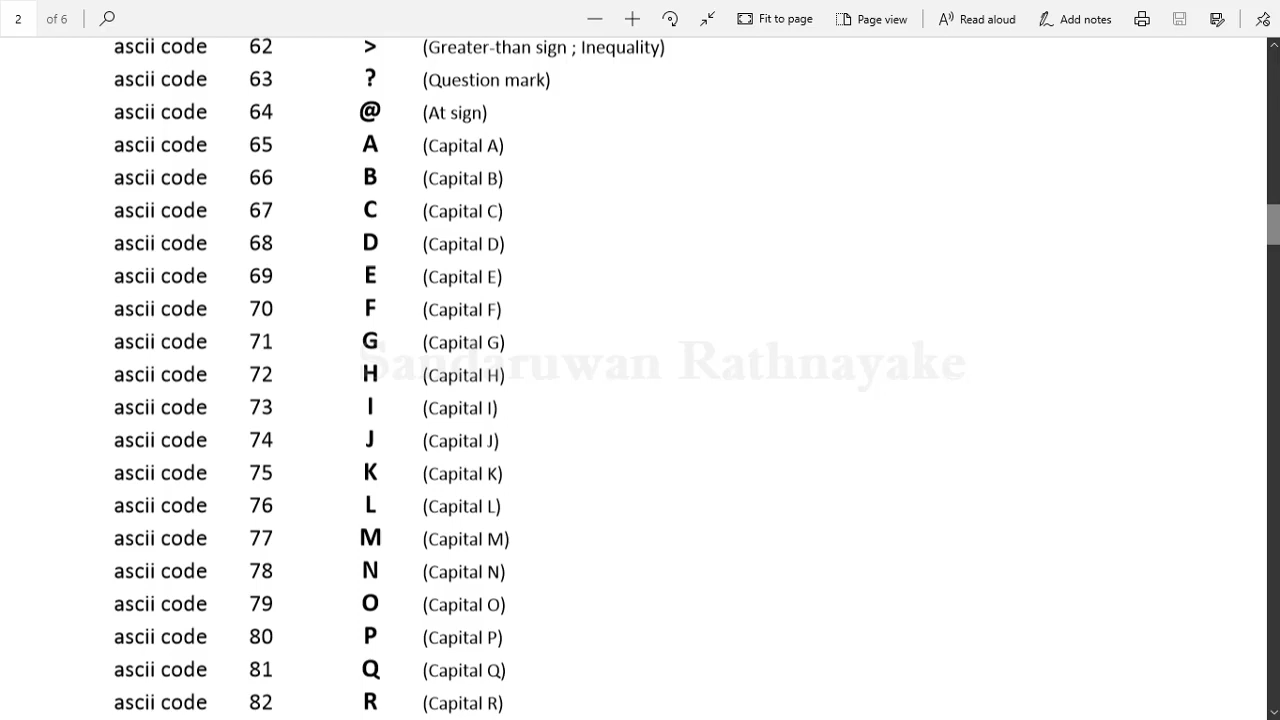 2 of 6 Fit to page Page view Read aloud Add notes
ascii code 62 > (Greater-than sign ; Inequality)
ascii code 63 ? (Question mark)
ascii code 64 @ (At sign)
ascii code 65 A (Capital A)
ascii code 66 B (Capital B)
ascii code 67 C (Capital C)
ascii code 68 D (Capital D)
ascii code 69 E (Capital E)
ascii code 70 F (Capital F)
ascii code 71 G (Capital G)
Sandaruwan Rathnayake
ascii code 72 H (Capital H)
ascii code 73 I (Capital I)
ascii code 74 J (Capital J)
ascii code 75 K (Capital K)
ascii code 76 L (Capital L)
ascii code 77 M (Capital M)
ascii code 78 N (Capital N)
ascii code 79 O (Capital O)
ascii code 80 P (Capital P)
ascii code 81 Q (Capital Q)
ascii code 82 R (Capital R)